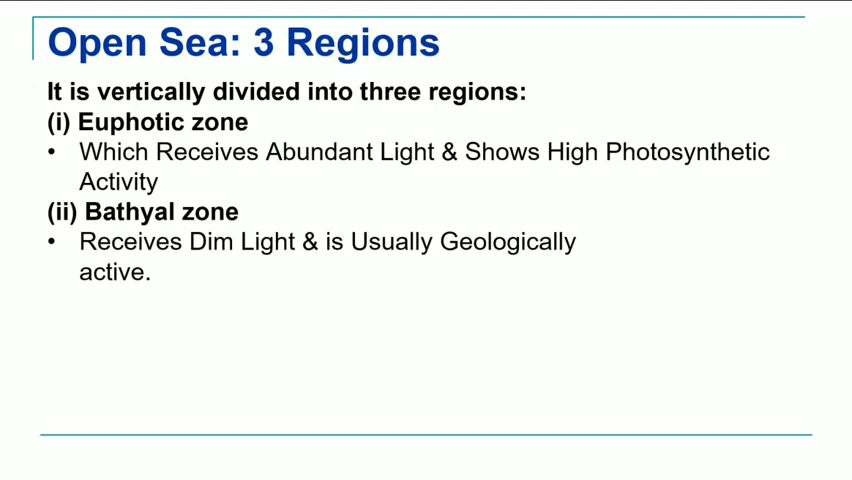 Open Sea: 3 Regions
It is vertically divided into three regions:
(i) Euphotic zone
• Which Receives Abundant Light & Shows High Photosynthetic
Activity
(ii) Bathyal zone
• Receives Dim Light & is Usually Geologically
active.